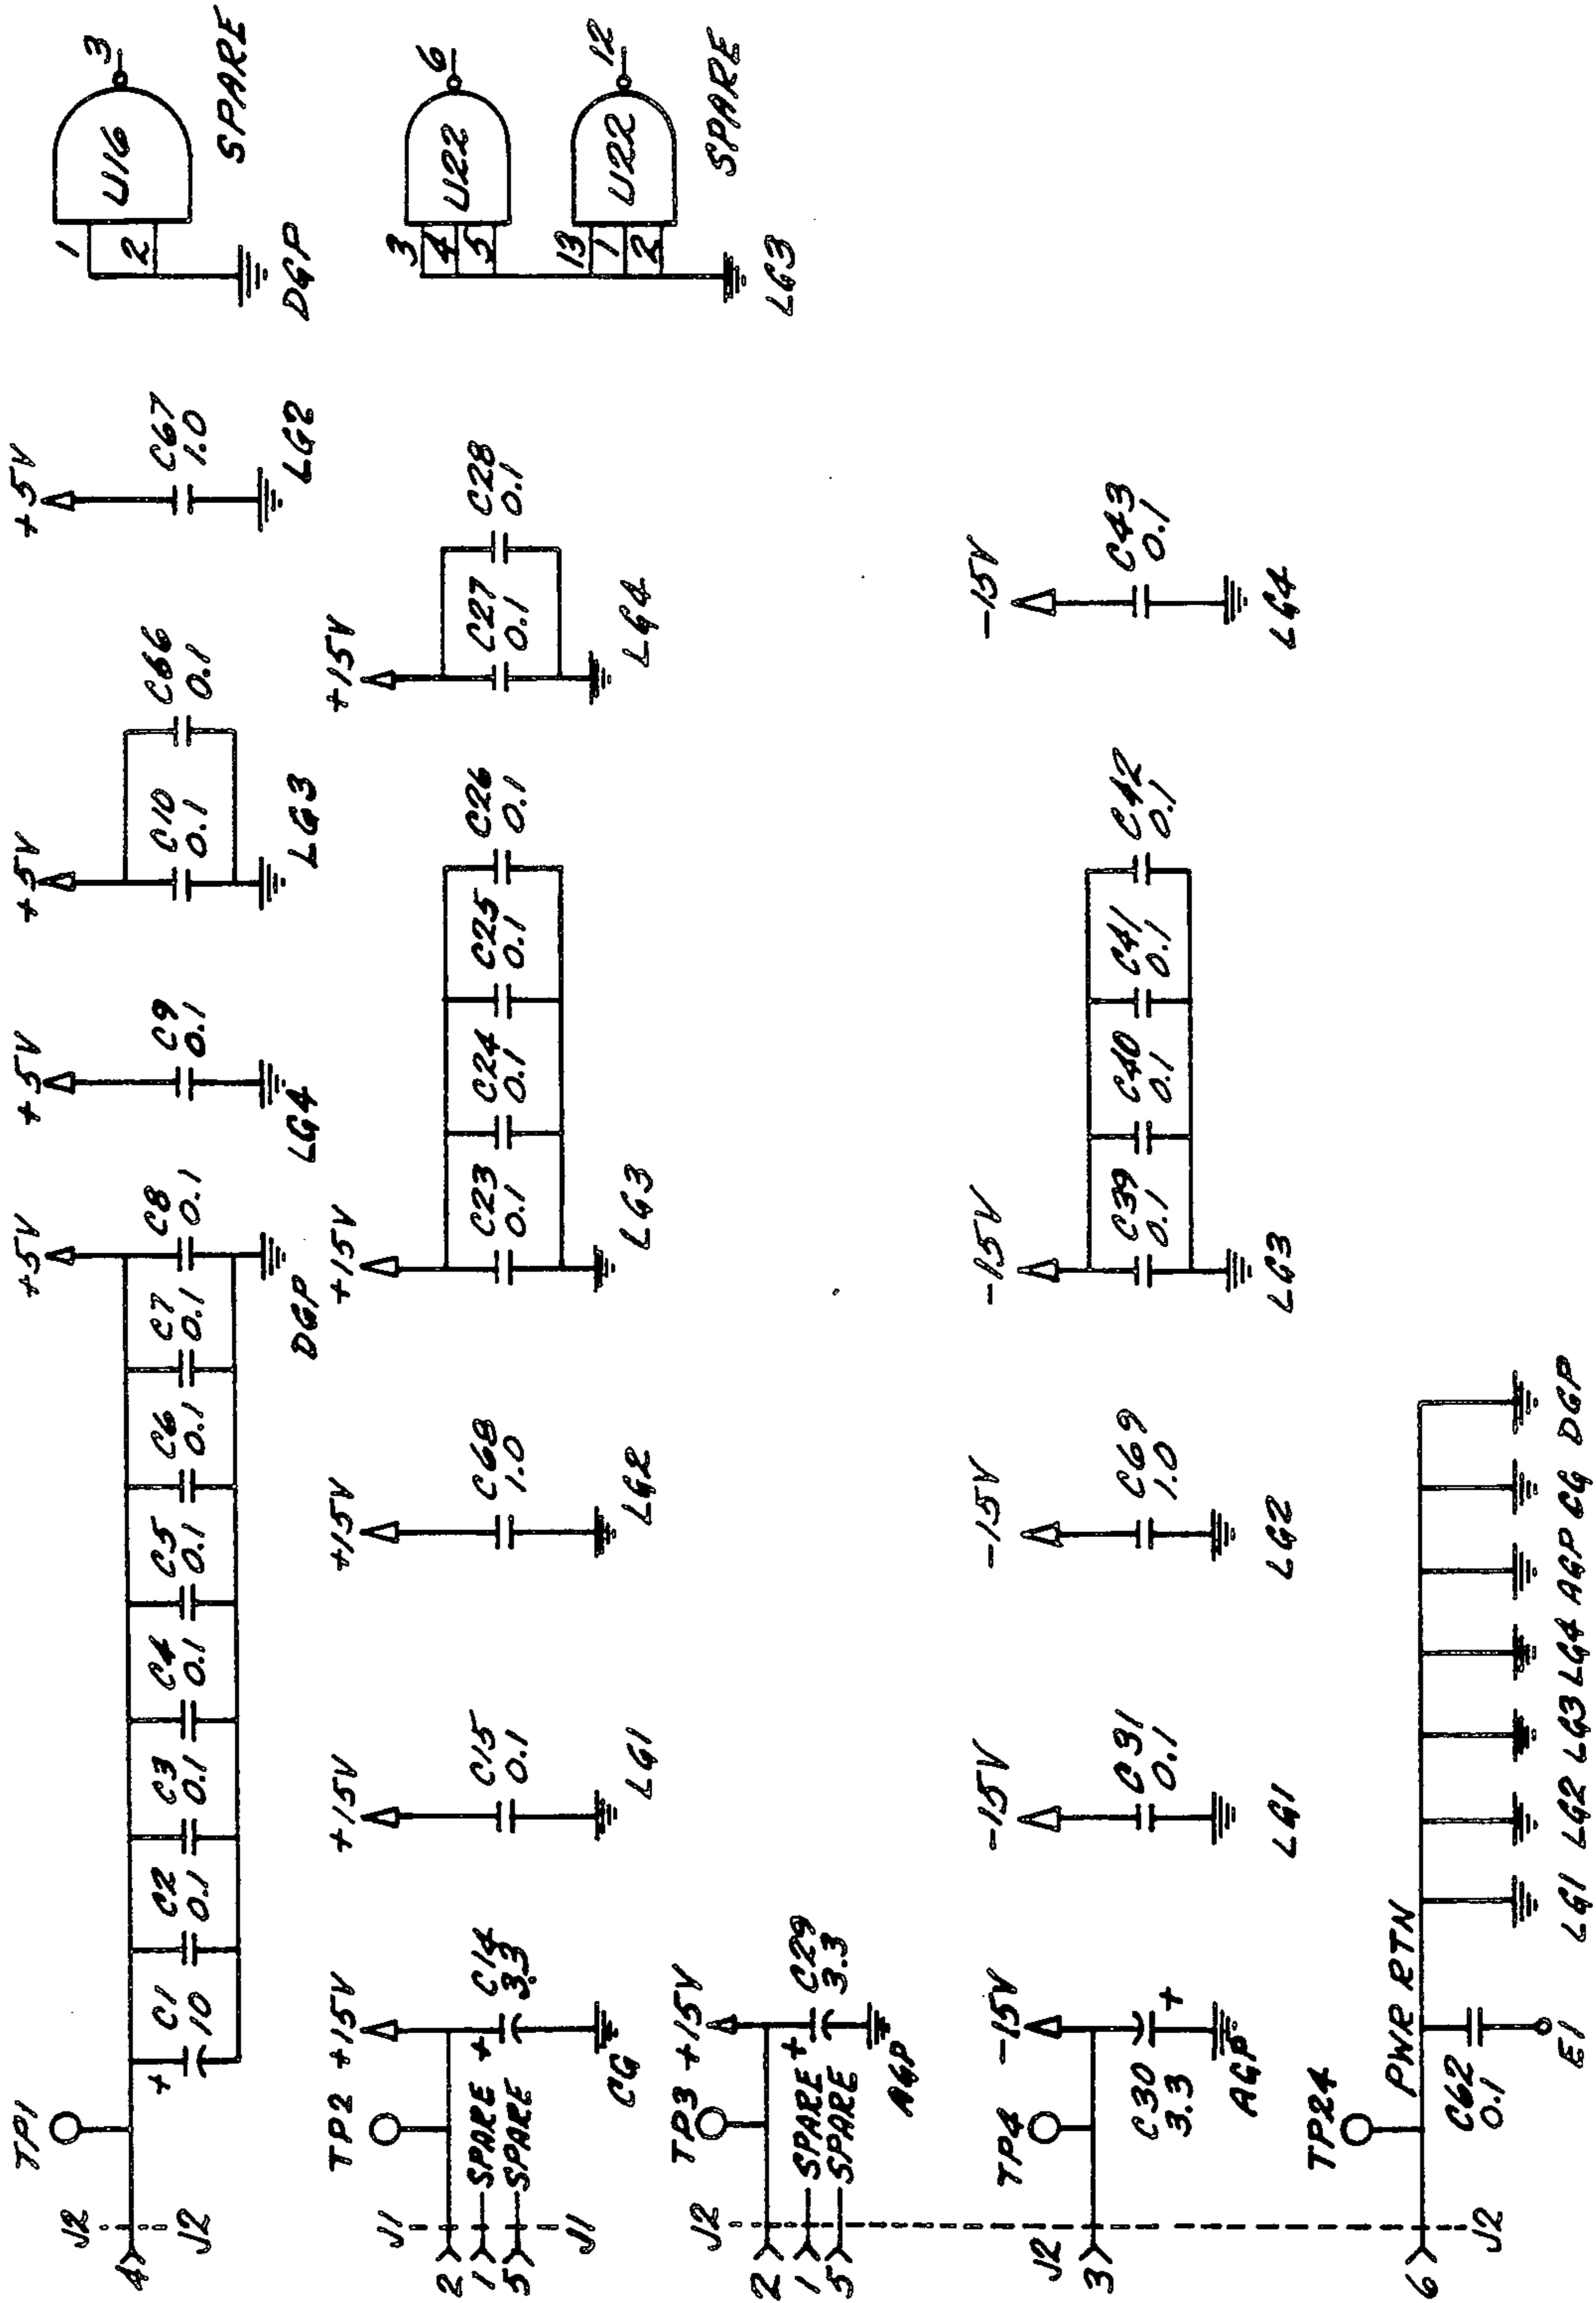 TP1
J2
4
J2
+
C1
10
C2
0.1
C3
0.1
C4
0.1
C5
0.1
C6
0.1
C7
0.1
C8
0.1
+5V
DGP
+5V
C9
0.1
LG4
+5V
C10
0.1
C66
0.1
LG3
+5V
C67
1.0
LG2
1
2
U16
3
SPARE
DGP
TP2
+15V
J1
2
1
SPARE
5
SPARE
J1
+
C14
3.3
CG
+15V
C15
0.1
LG1
+15V
C68
1.0
LG2
+15V
C23
0.1
C24
0.1
C25
0.1
C26
0.1
LG3
+15V
C27
0.1
C28
0.1
LG4
3
4
5
U22
6
13
1
2
U22
12
SPARE
LG3
TP3
+15V
J2
2
1
SPARE
5
SPARE
+
C29
3.3
AGP
TP4
-15V
J2
3
C30
3.3
+
AGP
-15V
C31
0.1
LG1
-15V
C69
1.0
LG2
-15V
C39
0.1
C40
0.1
C41
0.1
C42
0.1
LG3
-15V
C43
0.1
LG4
TP24
PWR RTN
6
J2
C62
0.1
E1
LG1 LG2 LG3 LG4 AGP CG DGP